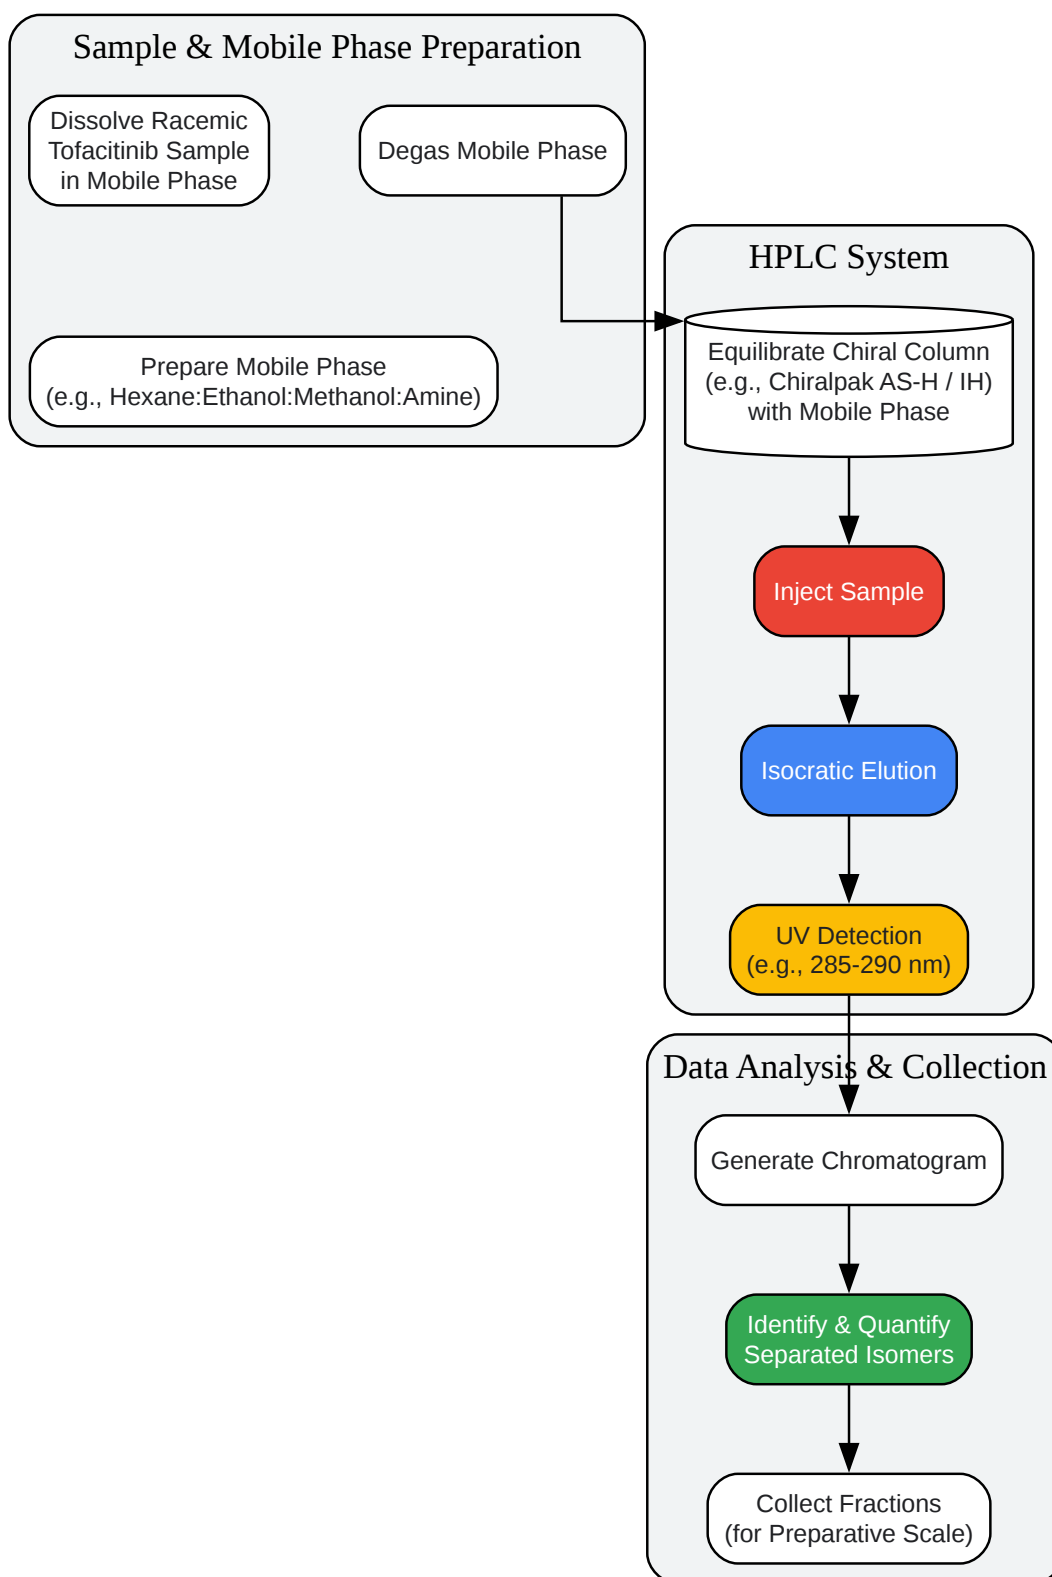 Sample & Mobile Phase Preparation
Dissolve Racemic
Tofacitinib Sample
in Mobile Phase
Degas Mobile Phase
Prepare Mobile Phase
(e.g., Hexane:Ethanol:Methanol:Amine)
HPLC System
Equilibrate Chiral Column
(e.g., Chiralpak AS-H / IH)
with Mobile Phase
Inject Sample
Isocratic Elution
UV Detection
(e.g., 285-290 nm)
Data Analysis & Collection
Generate Chromatogram
Identify & Quantify
Separated Isomers
Collect Fractions
(for Preparative Scale)